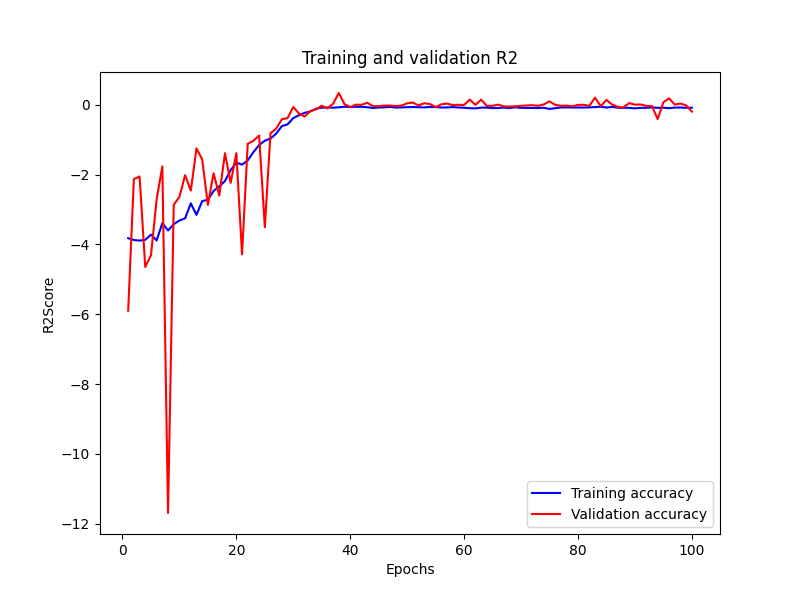 Training and validation R2
R2Score
0
−2
−4
−6
−8
−10
−12
0 20 40 60 80 100
Epochs
Training accuracy
Validation accuracy